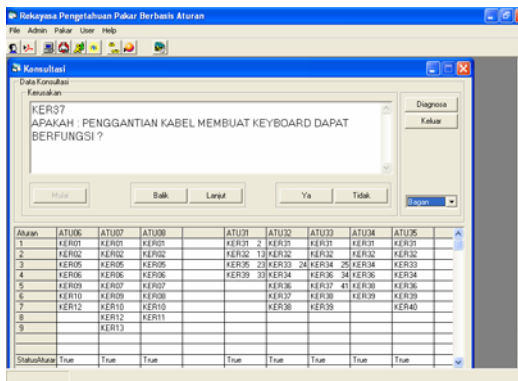 Rekayasa Pengetahuan Pakar Berbasis Aturan
File Admin Pakar User Help
Konsultasi
Data Konsultasi
Kerusakan
KER37
APAKAH : PENGGANTIAN KABEL MEMBUAT KEYBOARD DAPAT
BERFUNGSI ?
Diagnosa
Keluar
Mulai Balik Lanjut Ya Tidak
Bagan
Aturan ATU06 ATU07 ATU08 ATU31 ATU32 ATU33 ATU34 ATU35
1 KER01 KER01 KER01 KER31 2 KER31 KER31 KER31 KER31
2 KER02 KER02 KER02 KER32 13 KER32 KER32 KER32 KER32
3 KER05 KER05 KER05 KER35 23 KER33 24 KER34 25 KER34 KER33
4 KER06 KER06 KER06 KER39 33 KER34 KER36 34 KER36 KER34
5 KER09 KER07 KER07 KER36 KER37 41 KER38 KER36
6 KER10 KER09 KER08 KER37 KER38 KER39 KER39
7 KER12 KER10 KER10 KER38 KER39 KER40
8 KER12 KER11
9 KER13
StatusAturan True True True True True True True True